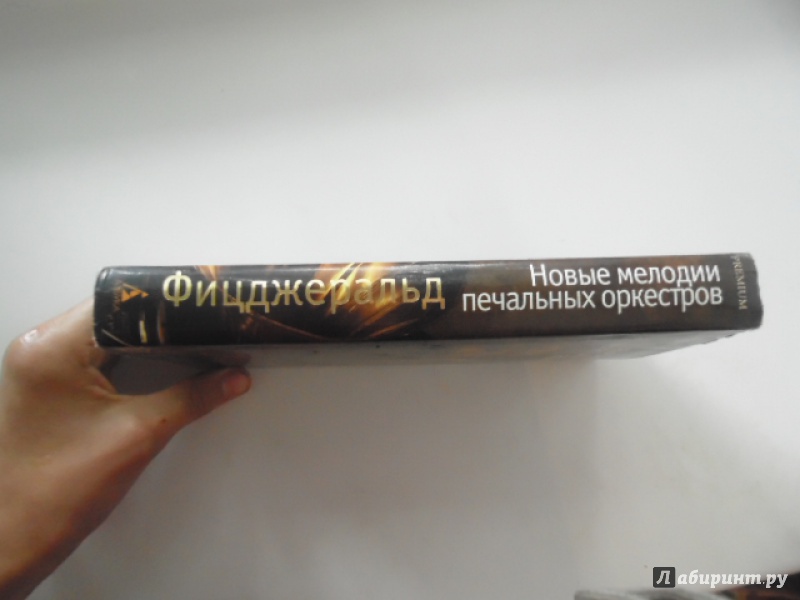 Фицджеральд
Новые мелодии
печальных оркестров
PREMIUM
Лабиринт.ру